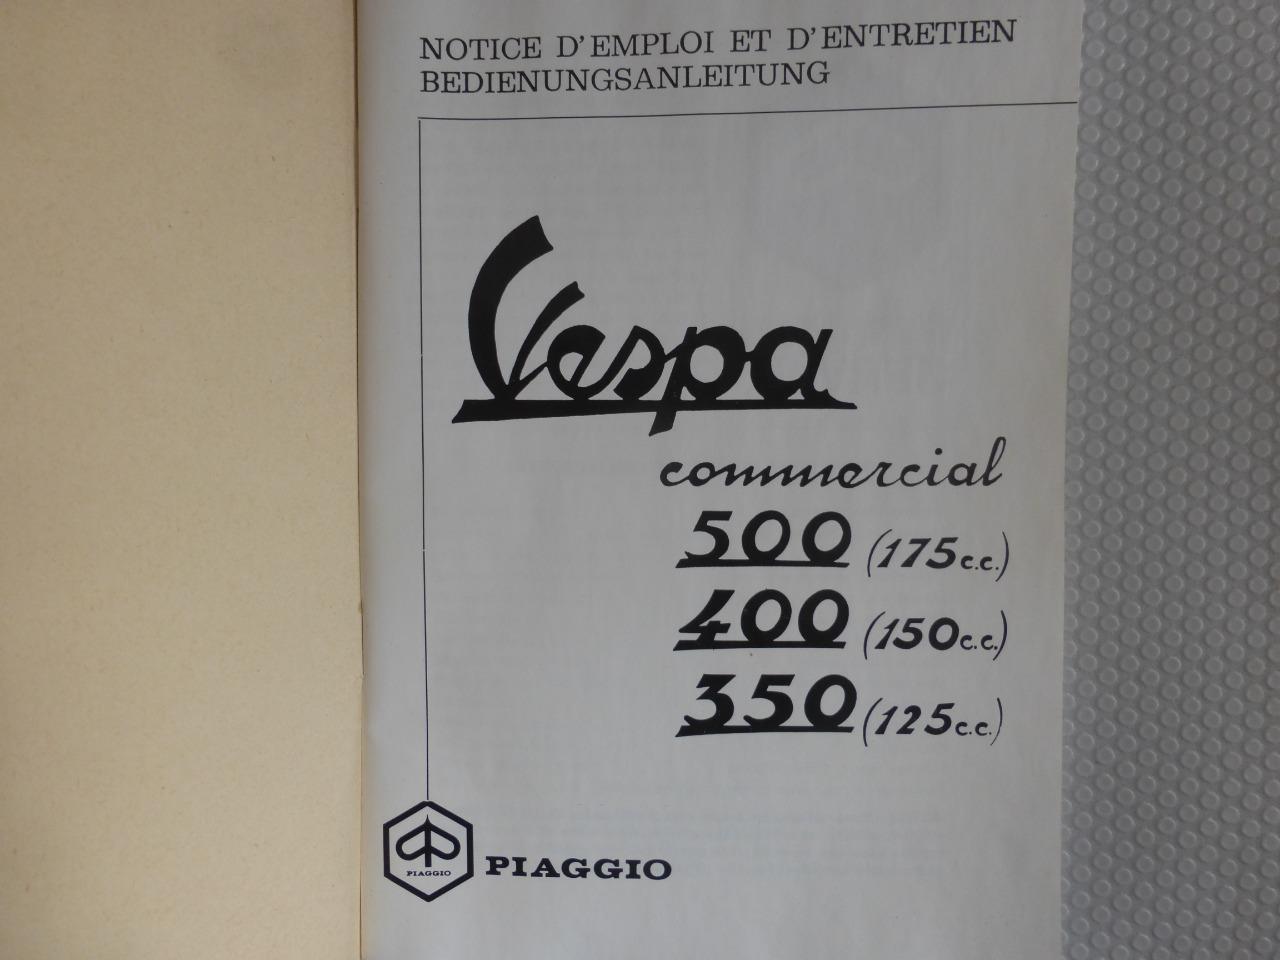 NOTICE D'EMPLOI ET D'ENTRETIEN
BEDIENUNGSANLEITUNG
Vespa
commercial
500 (175 c.c.)
400 (150 c.c.)
350 (125 c.c.)
PIAGGIO
PIAGGIO